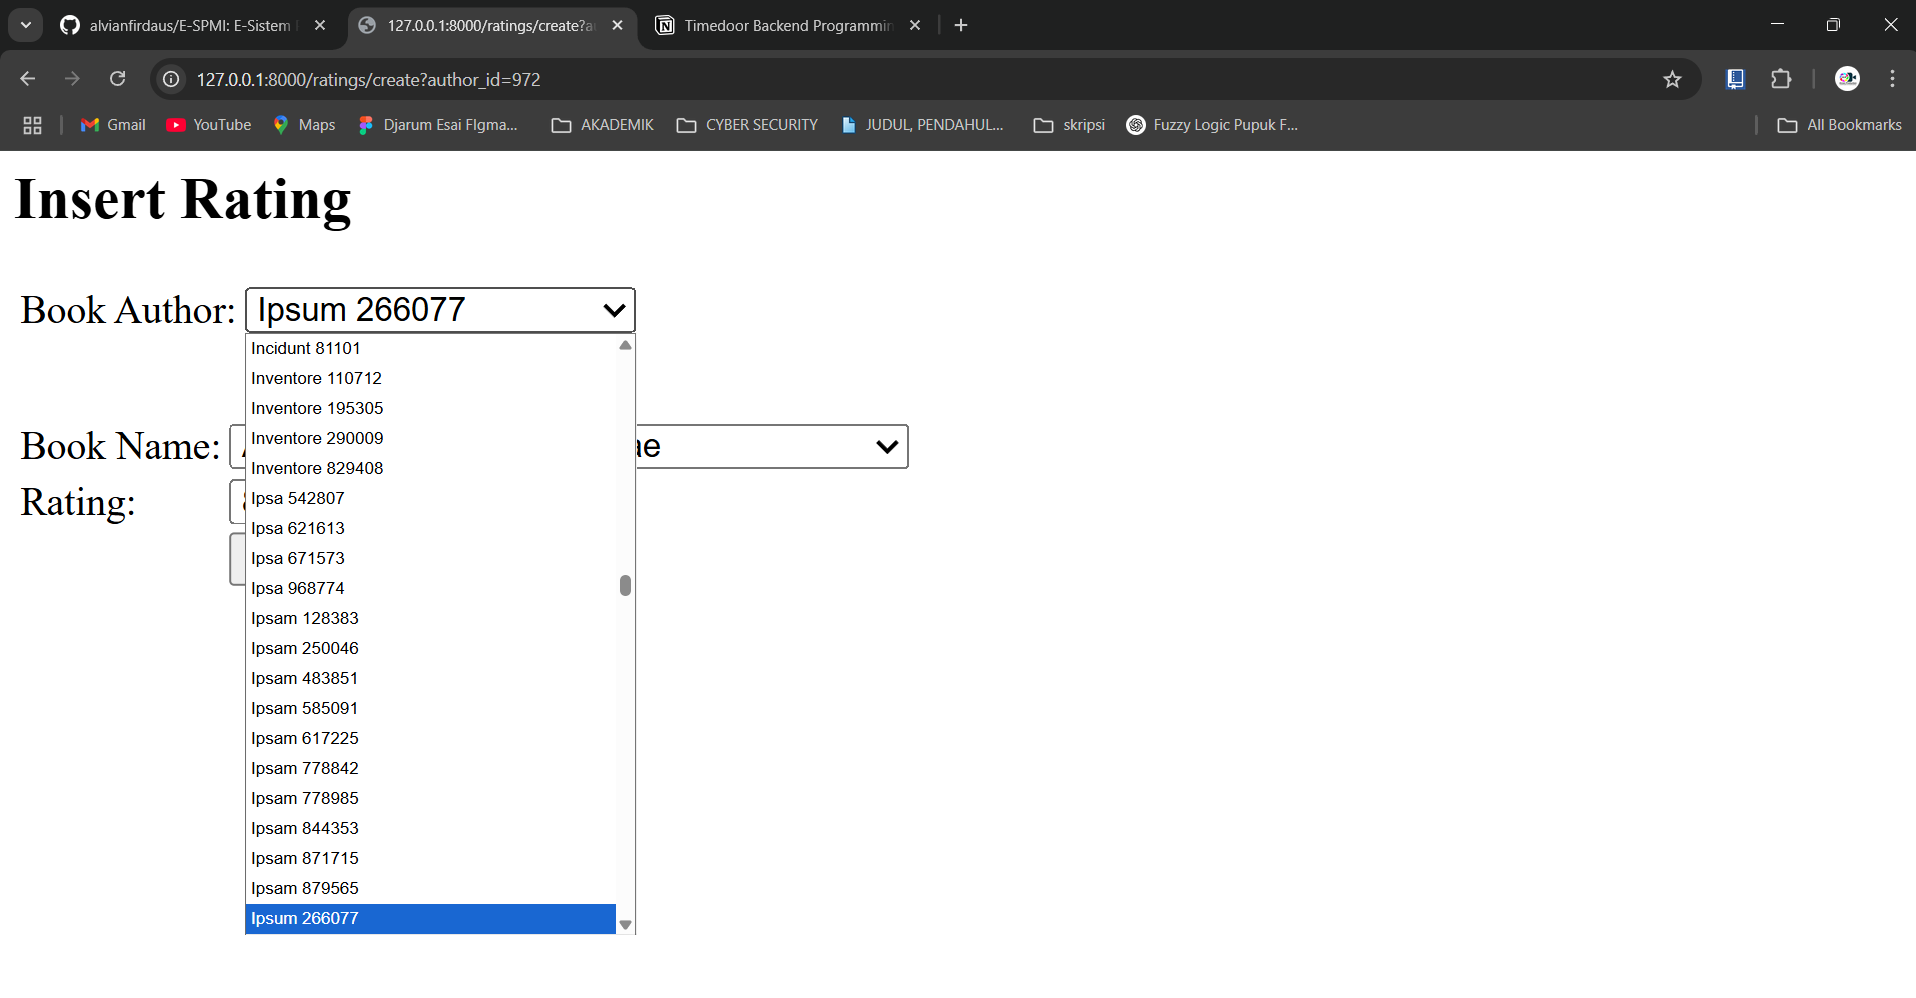 alvianfirdaus/E-SPMI: E-Sistem
127.0.0.1:8000/ratings/create?a
Timedoor Backend Programmin
127.0.0.1:8000/ratings/create?author_id=972
Gmail
YouTube
Maps
Djarum Esai FIgma...
AKADEMIK
CYBER SECURITY
JUDUL, PENDAHUL...
skripsi
Fuzzy Logic Pupuk F...
All Bookmarks
Insert Rating
Book Author: Ipsum 266077
Incidunt 81101
Inventore 110712
Inventore 195305
Inventore 290009
Inventore 829408
Ipsa 542807
Ipsa 621613
Ipsa 671573
Ipsa 968774
Ipsam 128383
Ipsam 250046
Ipsam 483851
Ipsam 585091
Ipsam 617225
Ipsam 778842
Ipsam 778985
Ipsam 844353
Ipsam 871715
Ipsam 879565
Ipsum 266077
Book Name:
Rating: